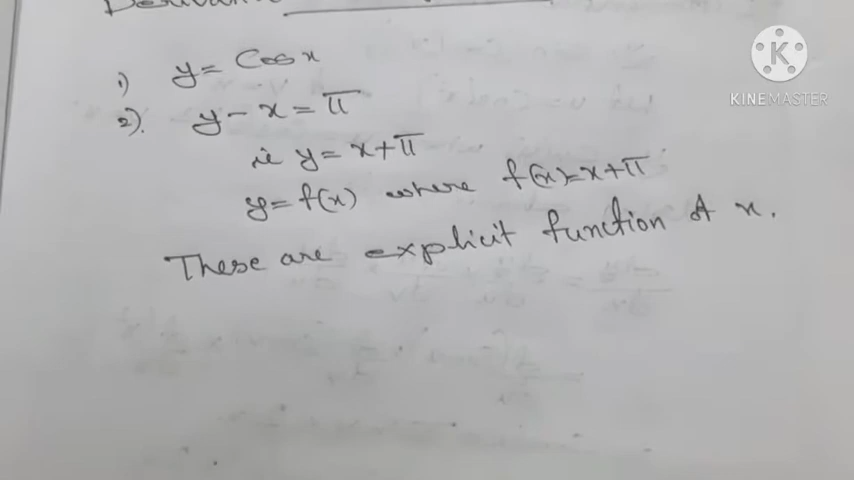 1) y = Cos x
2). y - x = π
ie y = x + π
y = f(x) where f(x) = x + π
These are explicit function of x.
K
KINEMASTER